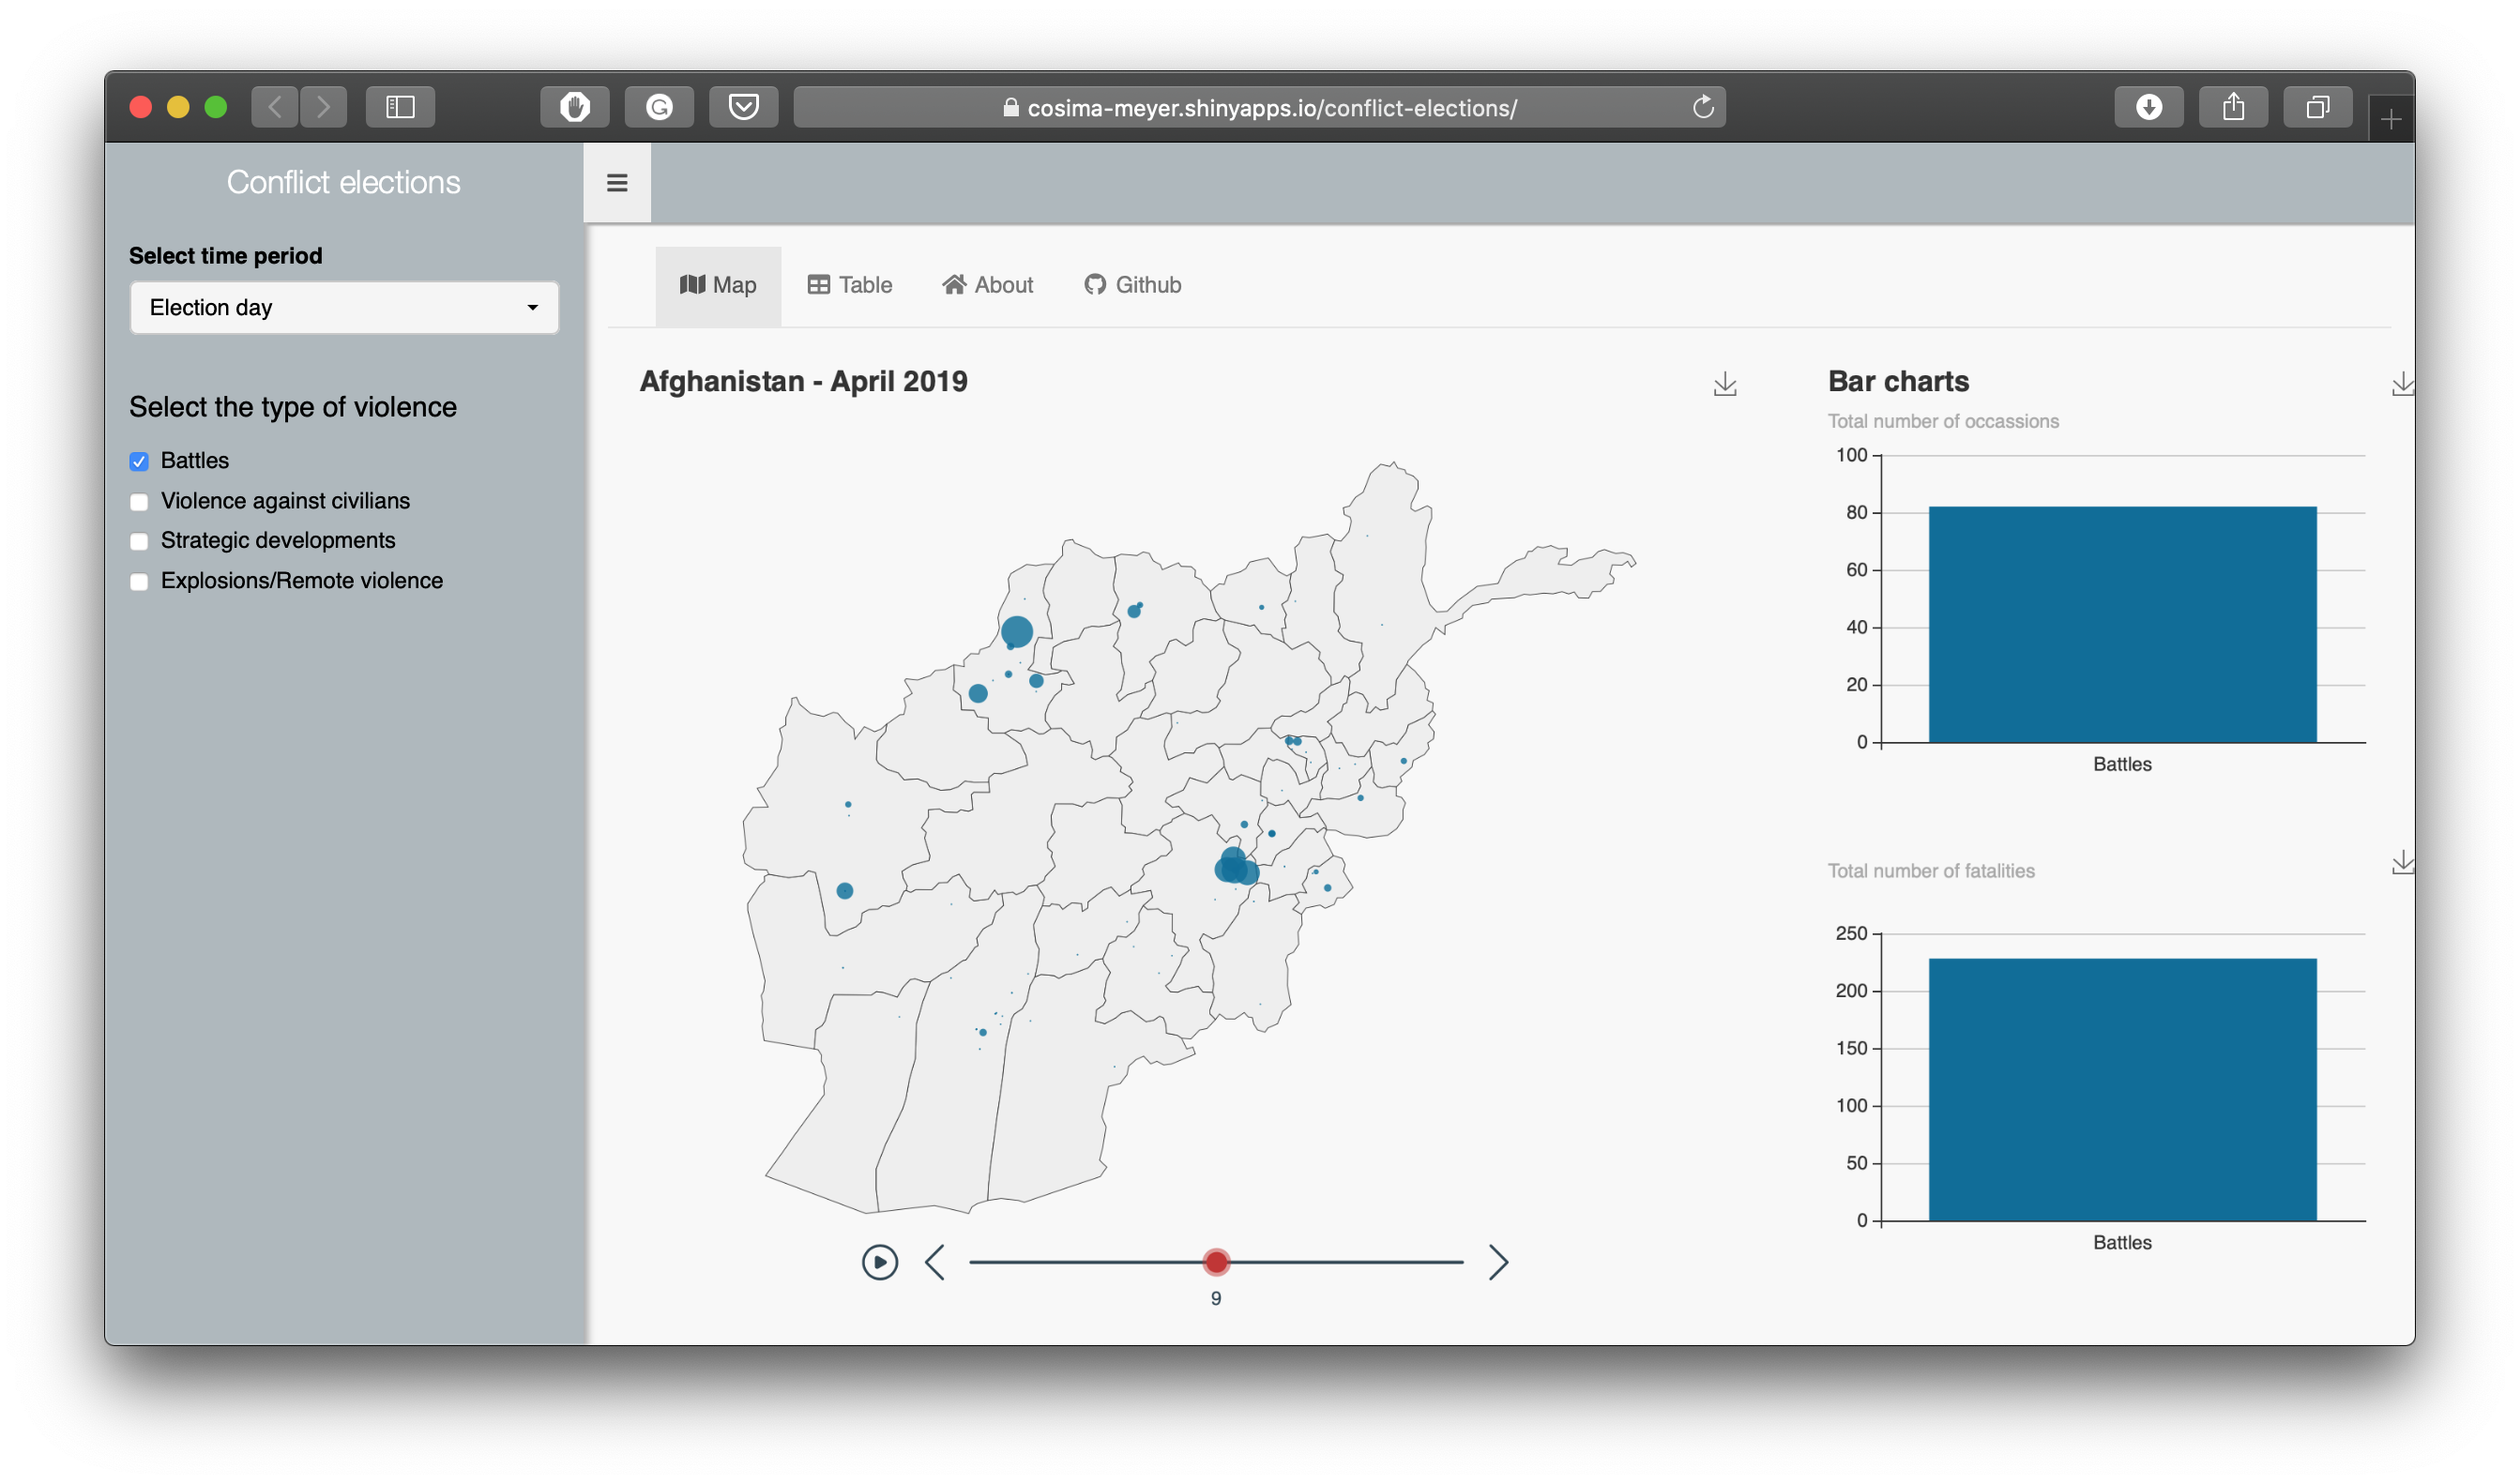 cosima-meyer.shinyapps.io/conflict-elections/
Conflict elections
Select time period
Election day
Select the type of violence
Battles
Violence against civilians
Strategic developments
Explosions/Remote violence
Map
Table
About
Github
Afghanistan - April 2019
9
Bar charts
Total number of occassions
100
80
60
40
20
0
Battles
Total number of fatalities
250
200
150
100
50
0
Battles